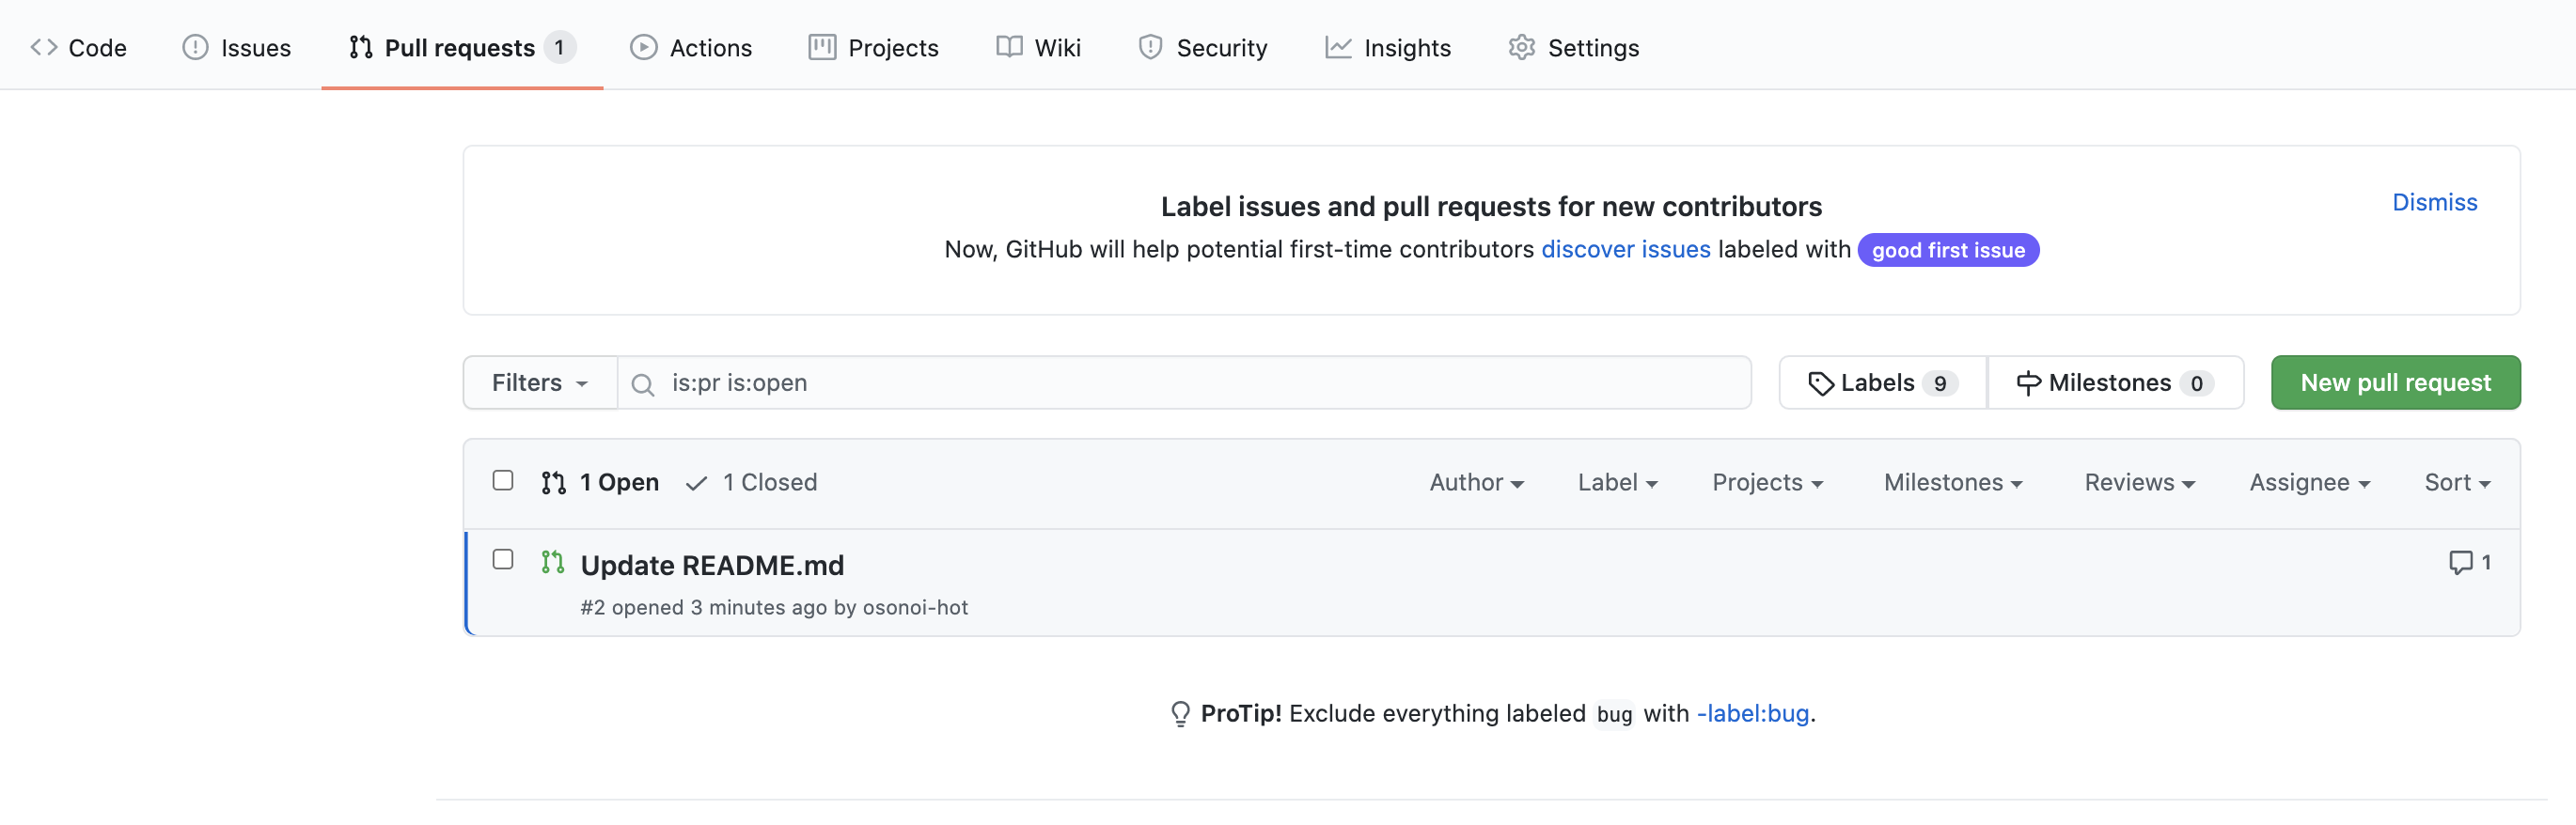 Code Issues Pull requests 1 Actions Projects Wiki Security Insights Settings
Label issues and pull requests for new contributors
Dismiss
Now, GitHub will help potential first-time contributors discover issues labeled with good first issue
Filters is:pr is:open Labels 9 Milestones 0 New pull request
1 Open 1 Closed Author Label Projects Milestones Reviews Assignee Sort
Update README.md 1
#2 opened 3 minutes ago by osonoi-hot
ProTip! Exclude everything labeled bug with -label:bug.